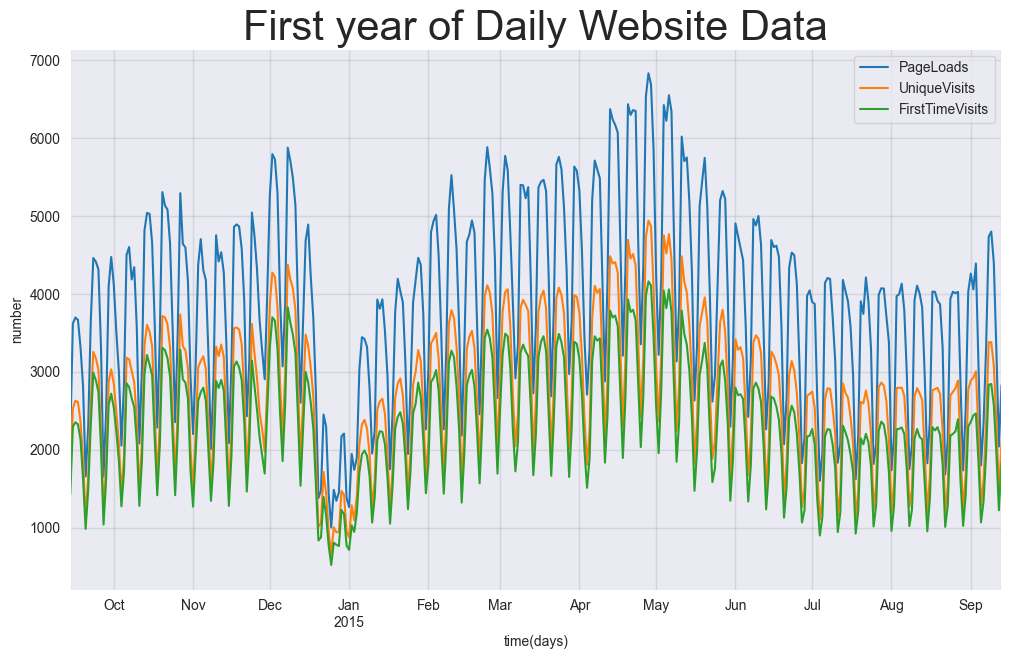 First year of Daily Website Data
7000
6000
5000
4000
3000
2000
1000
number
PageLoads
UniqueVisits
FirstTimeVisits
Oct Nov Dec Jan Feb Mar Apr May Jun Jul Aug Sep
2015
time(days)